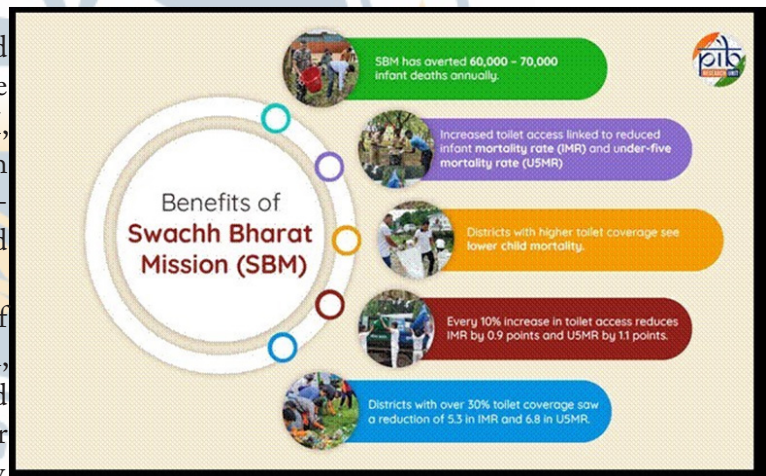 Benefits of
Swachh Bharat
Mission (SBM)
SBM has averted 60,000 – 70,000
infant deaths annually.
Increased toilet access linked to reduced
infant mortality rate (IMR) and under-five
mortality rate (U5MR)
Districts with higher toilet coverage see
lower child mortality.
Every 10% increase in toilet access reduces
IMR by 0.9 points and U5MR by 1.1 points.
Districts with over 30% toilet coverage saw
a reduction of 5.3 in IMR and 6.8 in U5MR.
pib
RESEARCH UNIT